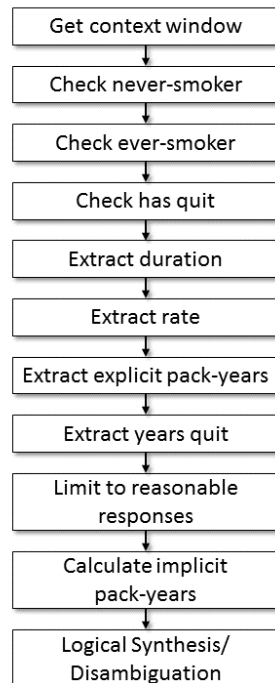 Get context window
Check never-smoker
Check ever-smoker
Check has quit
Extract duration
Extract rate
Extract explicit pack-years
Extract years quit
Limit to reasonable
responses
Calculate implicit
pack-years
Logical Synthesis/
Disambiguation